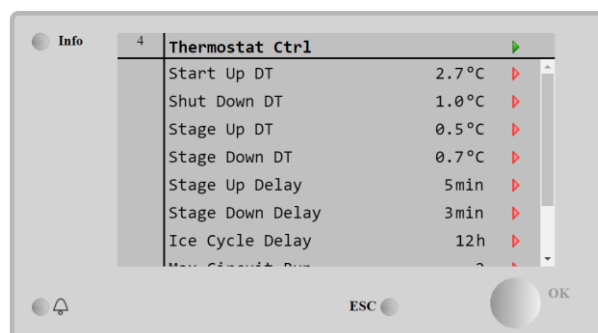 Info
4 Thermostat Ctrl
Start Up DT 2.7°C
Shut Down DT 1.0°C
Stage Up DT 0.5°C
Stage Down DT 0.7°C
Stage Up Delay 5min
Stage Down Delay 3min
Ice Cycle Delay 12h
ESC
OK